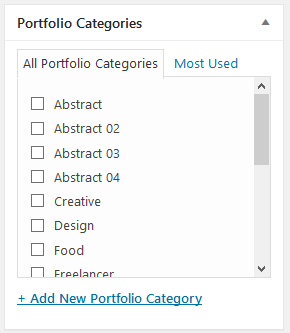 Portfolio Categories
All Portfolio Categories Most Used
Abstract
Abstract 02
Abstract 03
Abstract 04
Creative
Design
Food
Freelancer
+ Add New Portfolio Category